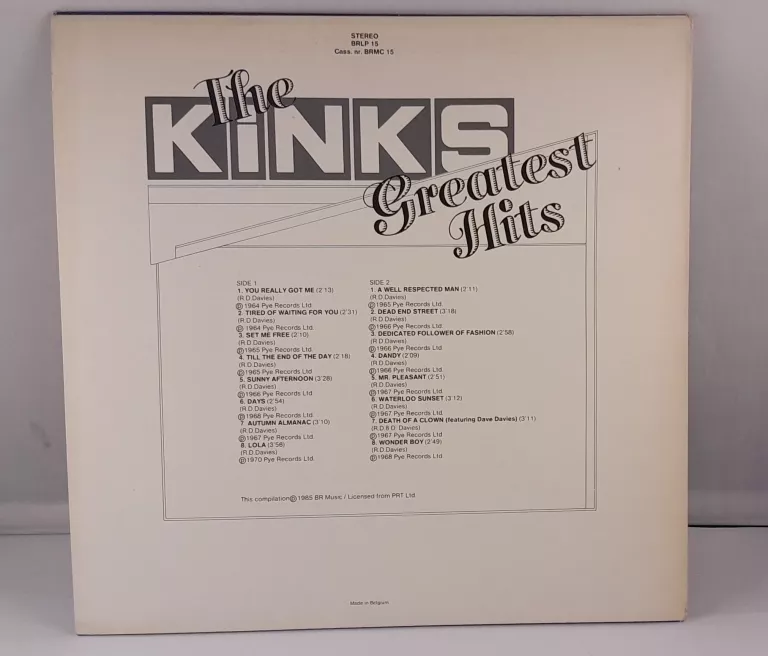 STEREO
BRLP 15
Cass. nr. BRMC 15
The
KiNKS
Greatest
Hits
SIDE 1
1. YOU REALLY GOT ME (2'13)
(R.D.Davies)
℗ 1964 Pye Records Ltd.
2. TIRED OF WAITING FOR YOU (2'31)
(R.D.Davies)
℗ 1964 Pye Records Ltd.
3. SET ME FREE (2'10)
(R.D.Davies)
℗ 1965 Pye Records Ltd.
4. TILL THE END OF THE DAY (2'18)
(R.D.Davies)
℗ 1965 Pye Records Ltd.
5. SUNNY AFTERNOON (3'28)
(R.D.Davies)
℗ 1966 Pye Records Ltd.
6. DAYS (2'54)
(R.D.Davies)
℗ 1968 Pye Records Ltd.
7. AUTUMN ALMANAC (3'10)
(R.D.Davies)
℗ 1967 Pye Records Ltd.
8. LOLA (3'58)
(R.D.Davies)
℗ 1970 Pye Records Ltd.
SIDE 2
1. A WELL RESPECTED MAN (2'11)
(R.D.Davies)
℗ 1965 Pye Records Ltd.
2. DEAD END STREET (3'18)
(R.D.Davies)
℗ 1966 Pye Records Ltd.
3. DEDICATED FOLLOWER OF FASHION (2'58)
(R.D.Davies)
℗ 1966 Pye Records Ltd.
4. DANDY (2'09)
(R.D.Davies)
℗ 1966 Pye Records Ltd.
5. MR. PLEASANT (2'51)
(R.D.Davies)
℗ 1967 Pye Records Ltd.
6. WATERLOO SUNSET (3'12)
(R.D.Davies)
℗ 1967 Pye Records Ltd.
7. DEATH OF A CLOWN (featuring Dave Davies) (3'11)
(R.D.B.D. Davies)
℗ 1967 Pye Records Ltd.
8. WONDER BOY (2'49)
(R.D.Davies)
℗ 1968 Pye Records Ltd.
This compilation ℗ 1985 BR Music / Licensed from PRT Ltd.
Made in Belgium